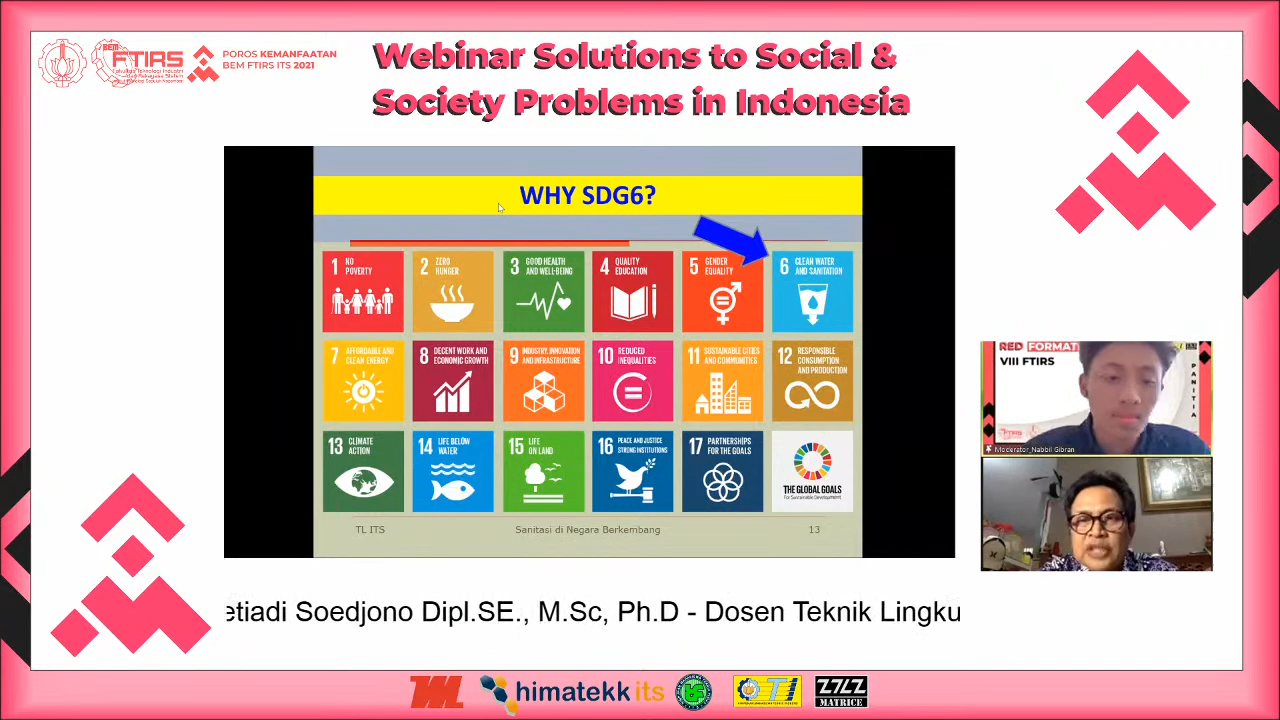 BEM
FTIRS
POROS KEMANFAATAN
BEM FTIRS ITS 2021
Webinar Solutions to Social &
Society Problems in Indonesia
WHY SDG6?
1 NO
POVERTY
2 ZERO
HUNGER
3 GOOD HEALTH
AND WELL-BEING
4 QUALITY
EDUCATION
5 GENDER
EQUALITY
6 CLEAN WATER
AND SANITATION
7 AFFORDABLE AND
CLEAN ENERGY
8 DECENT WORK AND
ECONOMIC GROWTH
9 INDUSTRY, INNOVATION
AND INFRASTRUCTURE
10 REDUCED
INEQUALITIES
11 SUSTAINABLE CITIES
AND COMMUNITIES
12 RESPONSIBLE
CONSUMPTION
AND PRODUCTION
13 CLIMATE
ACTION
14 LIFE BELOW
WATER
15 LIFE
ON LAND
16 PEACE AND JUSTICE
STRONG INSTITUTIONS
17 PARTNERSHIPS
FOR THE GOALS
THE GLOBAL GOALS
For Sustainable Development
TL ITS
Sanitasi di Negara Berkembang
13
RED FORMAT
VIII FTIRS
PANITIA
Moderator_Nabbil Gibran
etiadi Soedjono Dipl.SE., M.Sc, Ph.D - Dosen Teknik Lingku
himatekk its
MATRICE